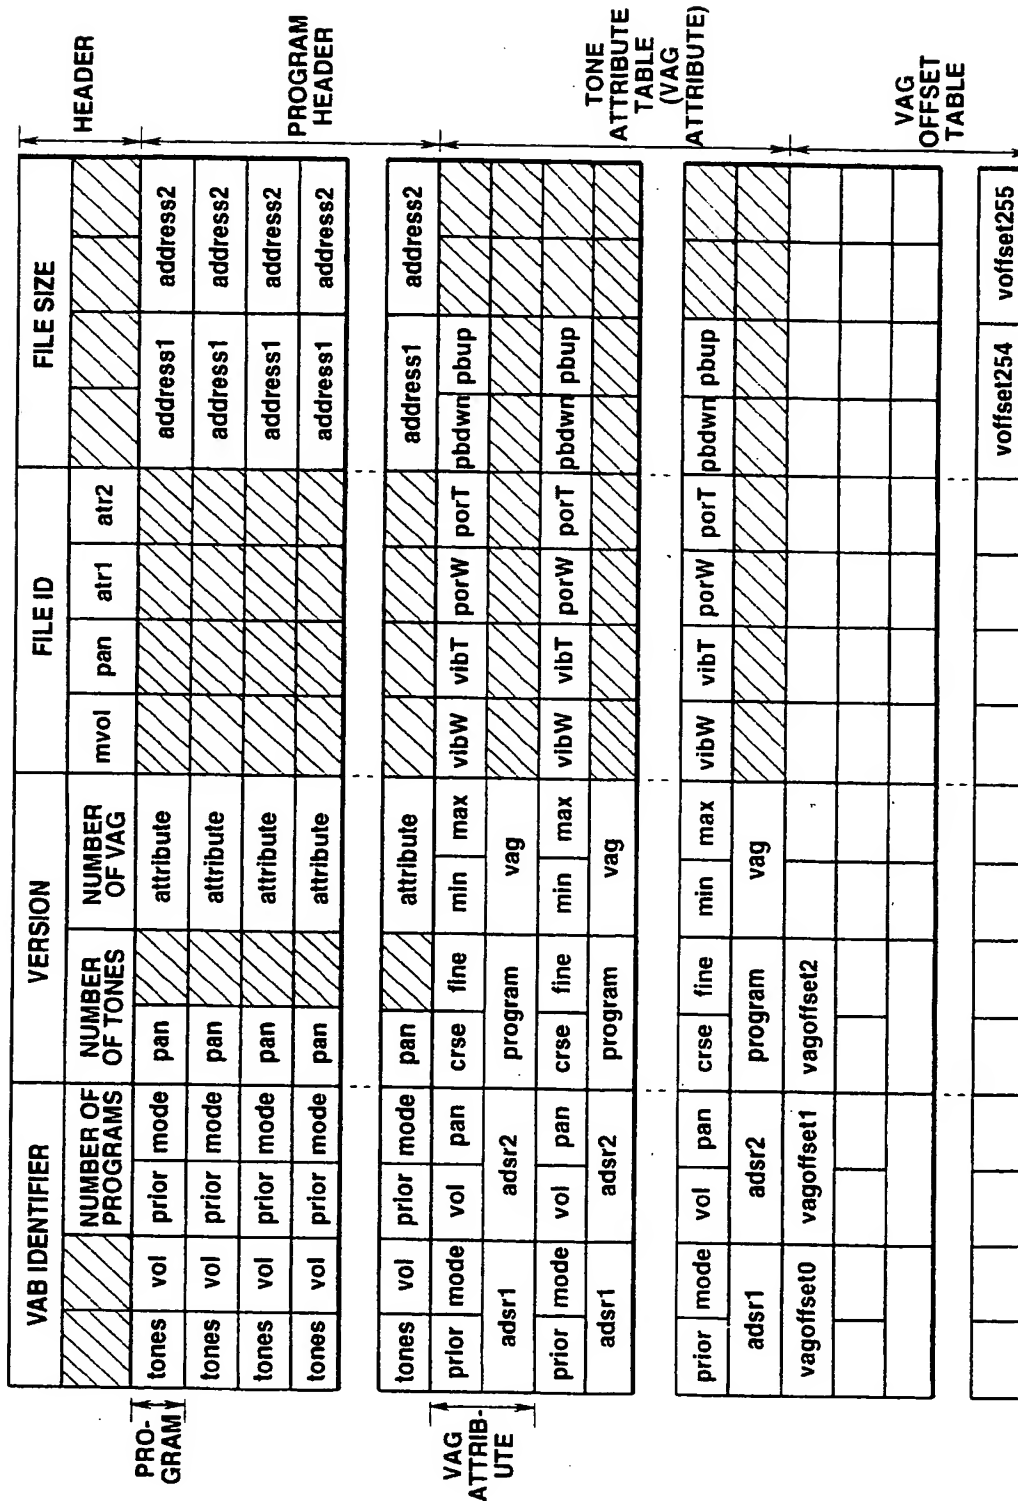 VAB IDENTIFIER VERSION FILE ID FILE SIZE
NUMBER OF PROGRAMS NUMBER OF TONES NUMBER OF VAG mvol pan atr1 atr2
HEADER
PRO-
GRAM
tones vol prior mode pan attribute address1 address2
tones vol prior mode pan attribute address1 address2
tones vol prior mode pan attribute address1 address2
tones vol prior mode pan attribute address1 address2
PROGRAM
HEADER
tones vol prior mode pan attribute address1 address2
VAG
ATTRIB-
UTE
prior mode vol pan crse fine min max vibW vibT porW porT pbdwn pbup
adsr1 adsr2 program vag
prior mode vol pan crse fine min max vibW vibT porW porT pbdwn pbup
adsr1 adsr2 program vag
TONE
ATTRIBUTE
TABLE
(VAG
ATTRIBUTE)
prior mode vol pan crse fine min max vibW vibT porW porT pbdwn pbup
adsr1 adsr2 program vag
vagoffset0 vagoffset1 vagoffset2
VAG
OFFSET
TABLE
voffset254 voffset255